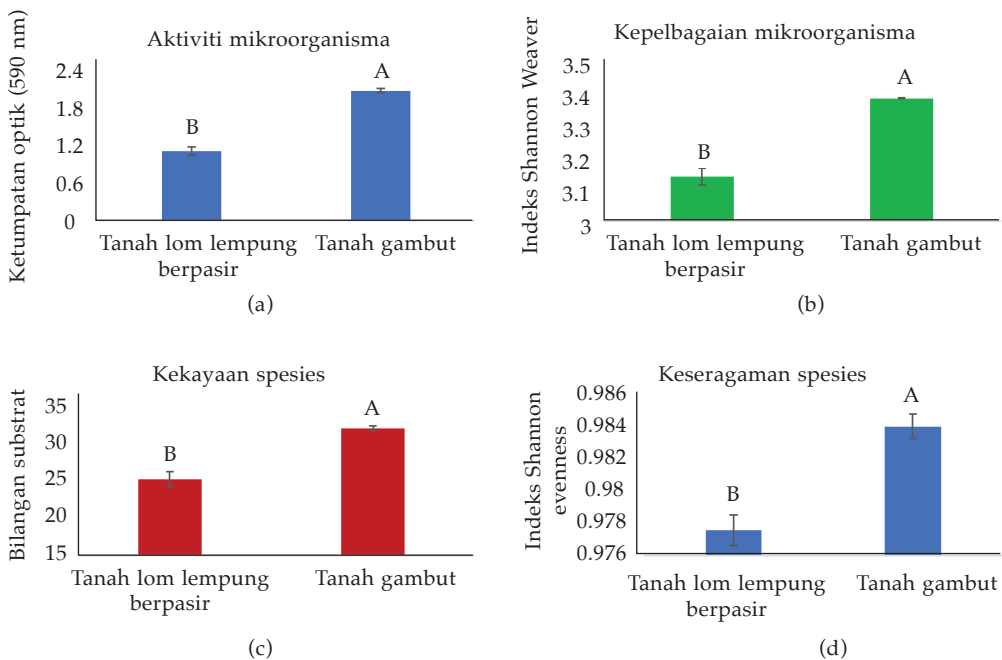 Aktiviti mikroorganisma
Ketumpatan optik (590 nm)
2.4
1.8
1.2
0.6
0
B
A
Tanah lom lempung
berpasir
Tanah gambut
(a)
Kepelbagaian mikroorganisma
Indeks Shannon Weaver
3.5
3.4
3.3
3.2
3.1
3
B
A
Tanah lom lempung
berpasir
Tanah gambut
(b)
Kekayaan spesies
Bilangan substrat
35
30
25
20
15
B
A
Tanah lom lempung
berpasir
Tanah gambut
(c)
Keseragaman spesies
Indeks Shannon
evenness
0.986
0.984
0.982
0.98
0.978
0.976
B
A
Tanah lom lempung
berpasir
Tanah gambut
(d)